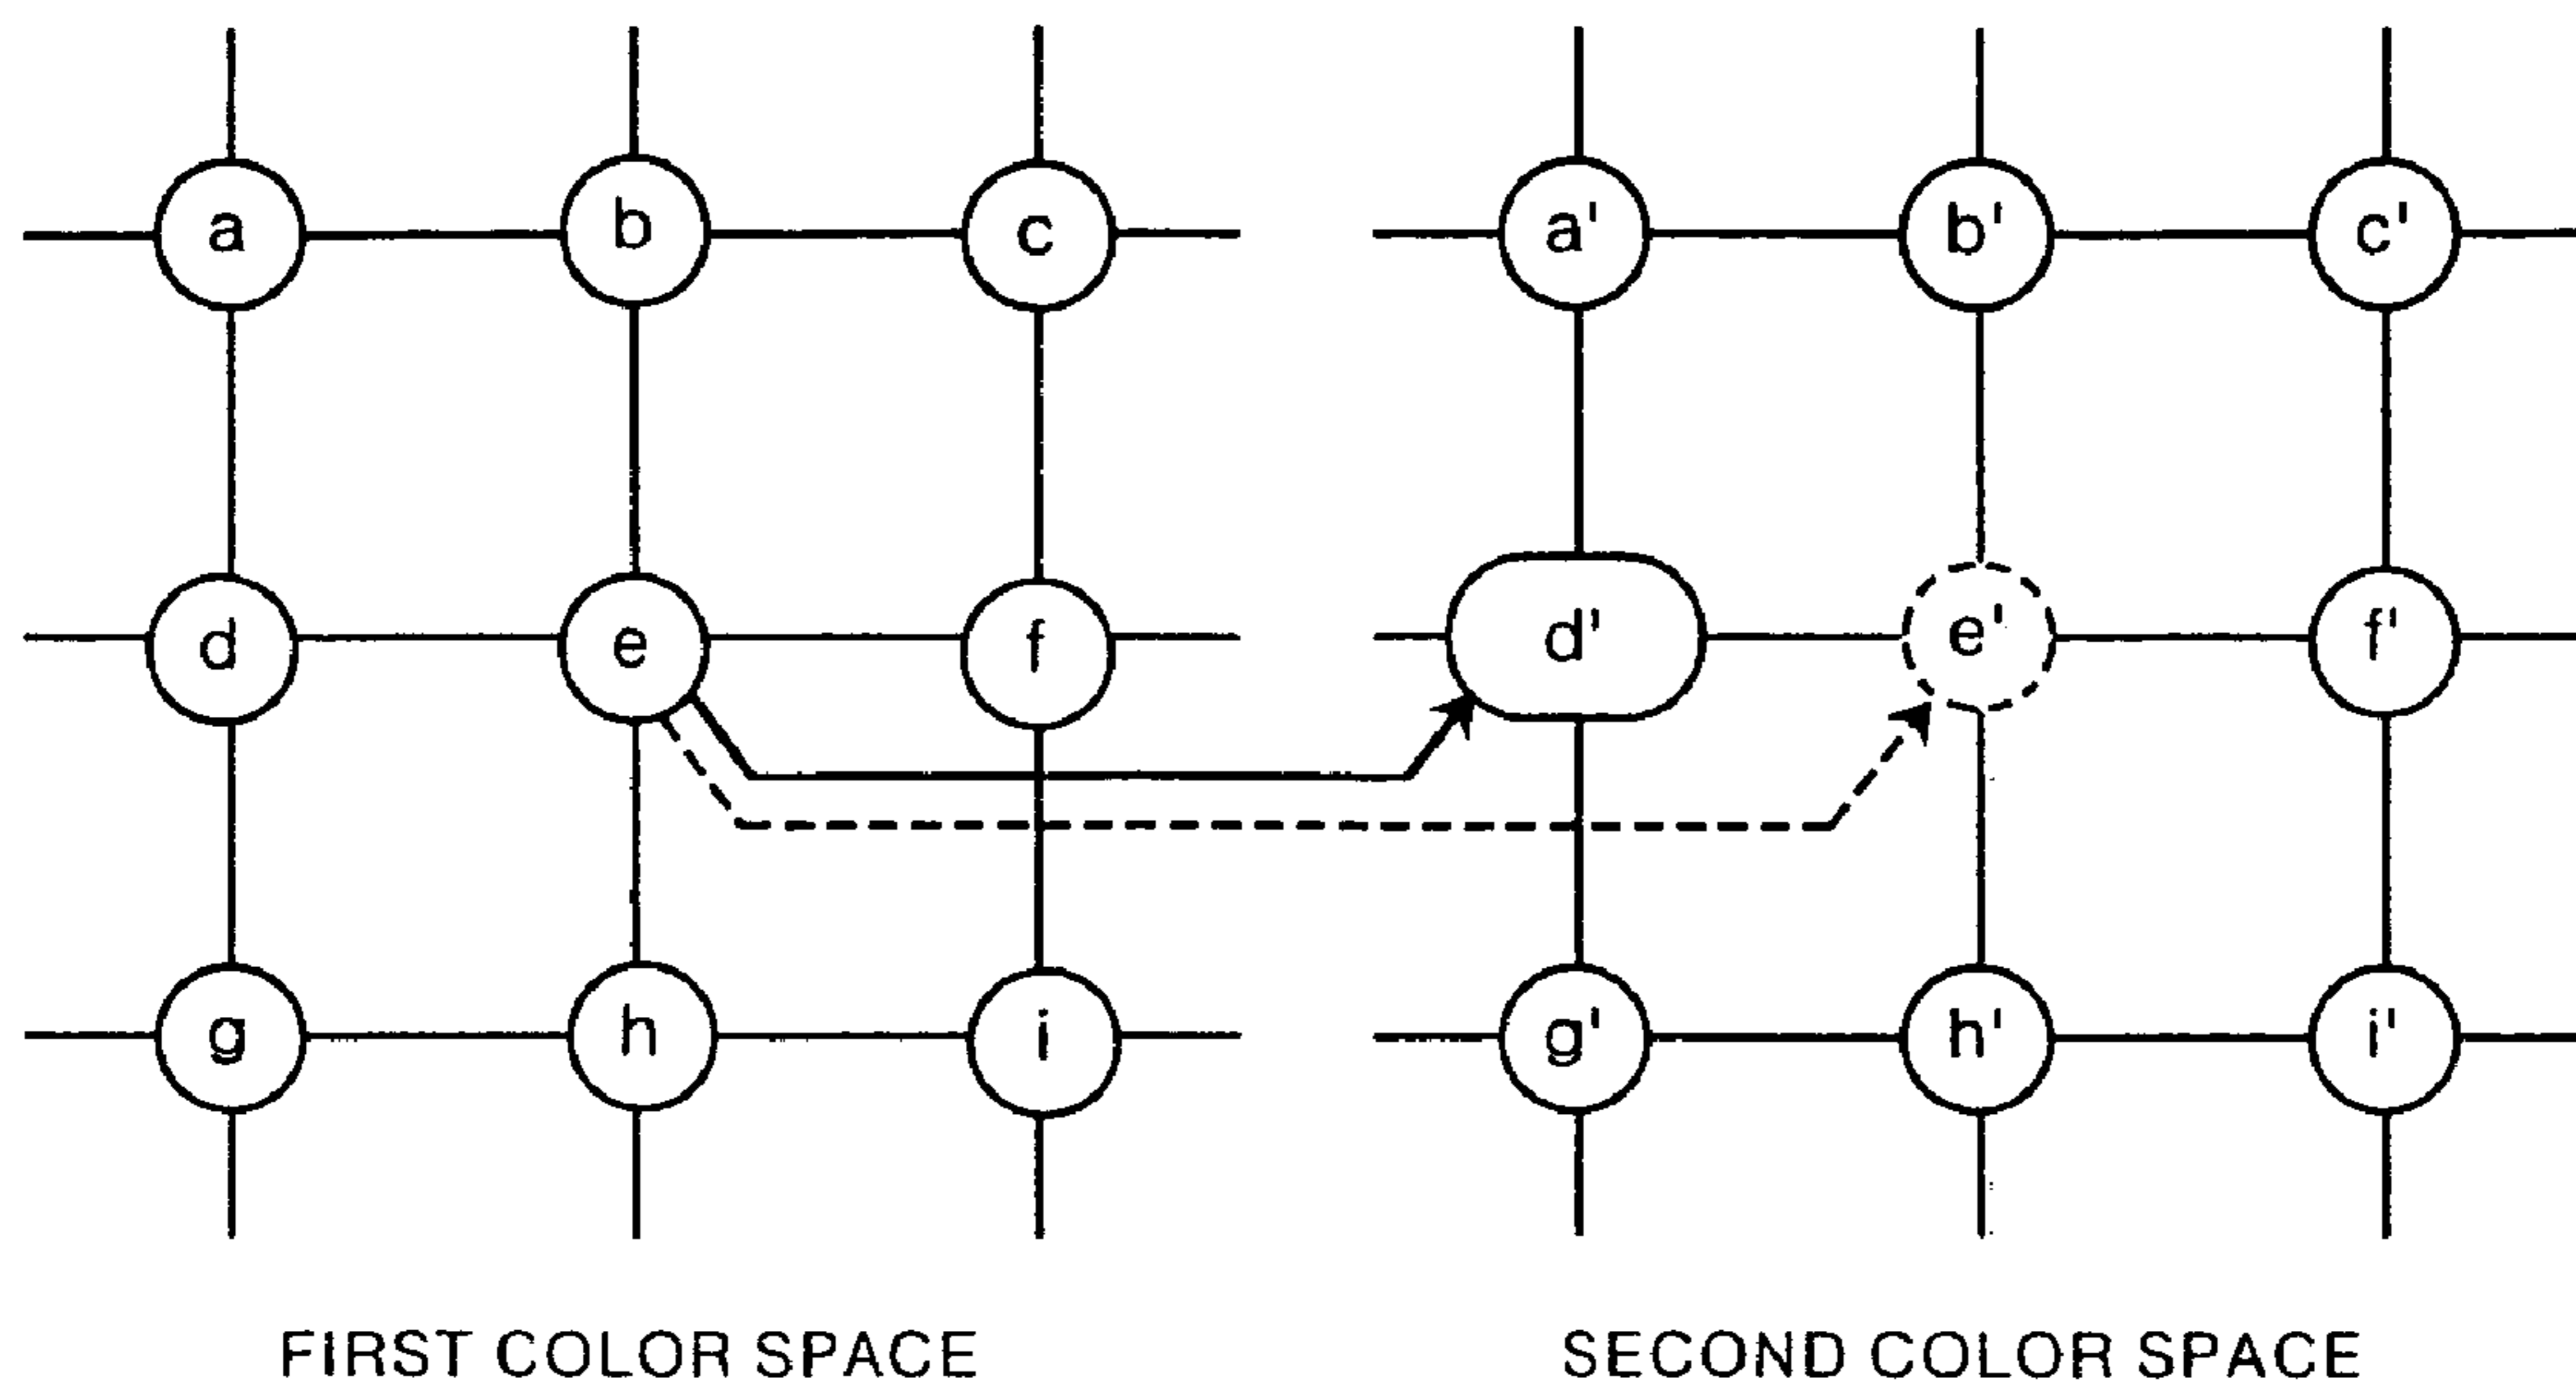 a b c a' b' c'
d e f d' e' f'
g h i g' h' i'
FIRST COLOR SPACE SECOND COLOR SPACE